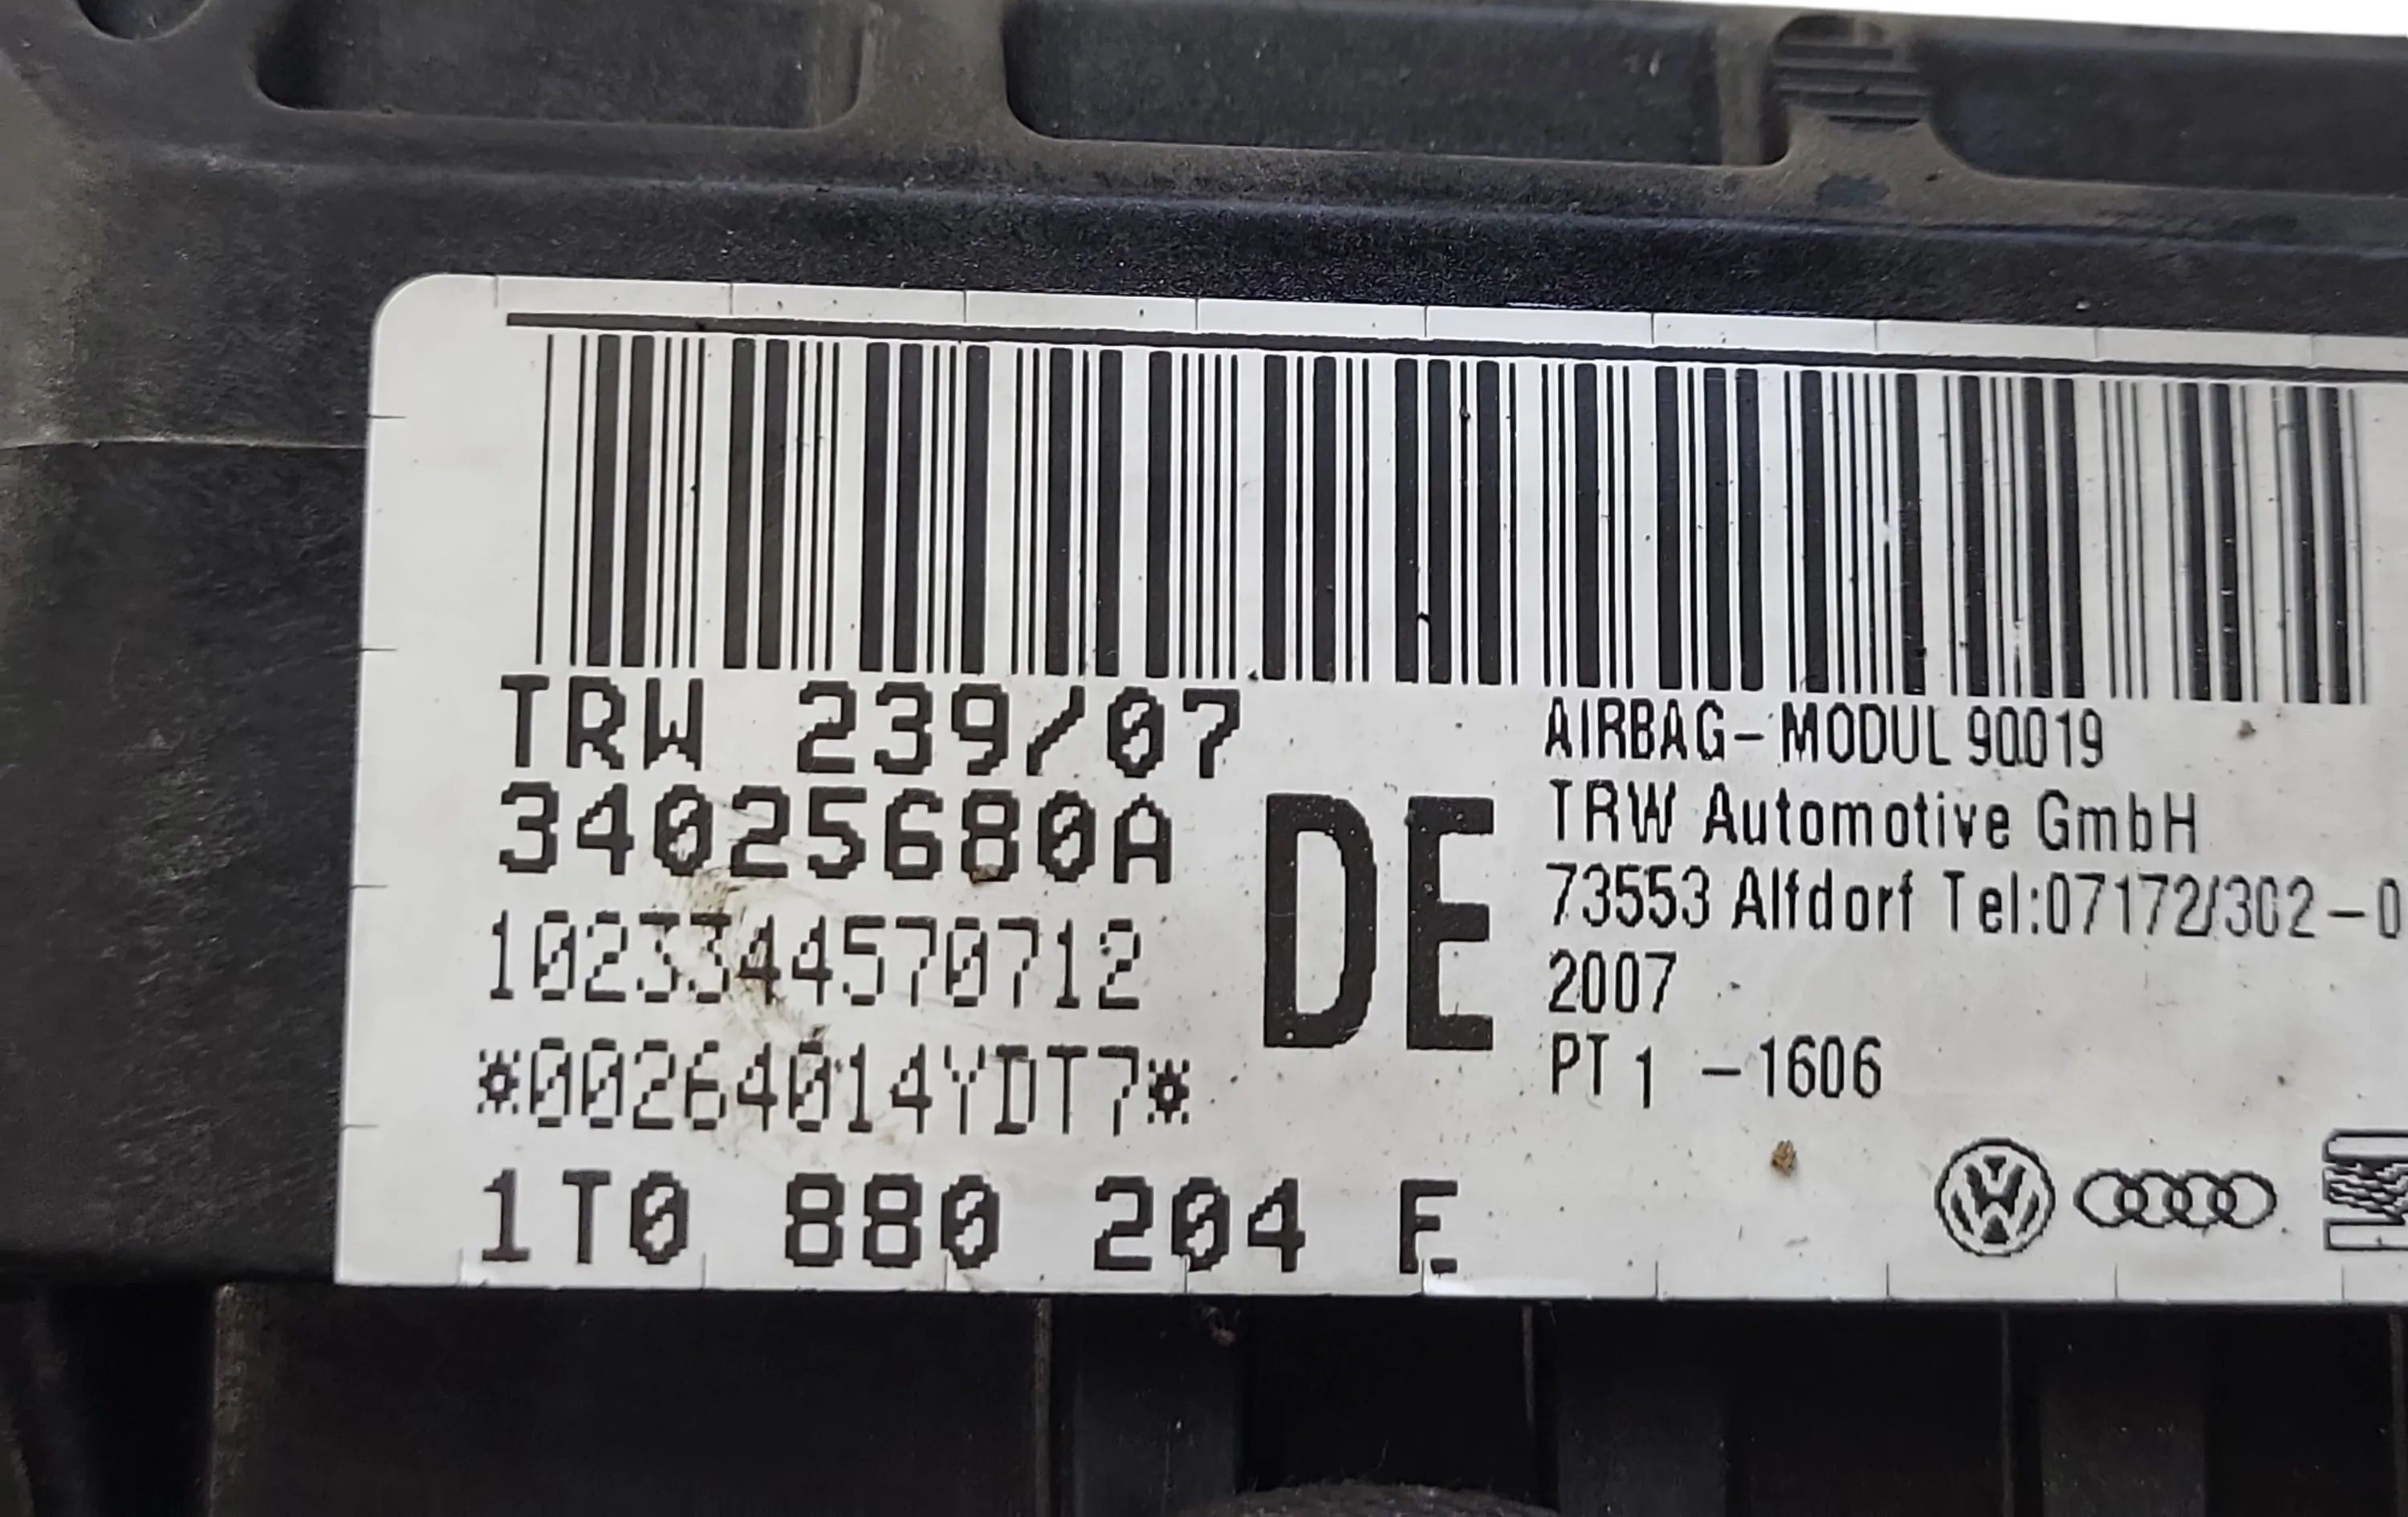 TRW 239/07
34025680A
1023344570712
*00264014YDT7*
1T0 880 204 E
DE
AIRBAG-MODUL 90019
TRW Automotive GmbH
73553 Alfdorf Tel:07172/302-0
2007
PT 1 -1606